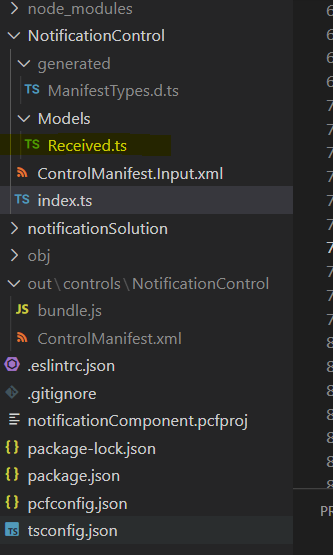 node_modules
NotificationControl
generated
TS ManifestTypes.d.ts
Models
TS Received.ts
ControlManifest.Input.xml
TS index.ts
notificationSolution
obj
out\controls\NotificationControl
JS bundle.js
ControlManifest.xml
.eslintrc.json
.gitignore
notificationComponent.pcfproj
{} package-lock.json
{} package.json
{} pcfconfig.json
TS tsconfig.json